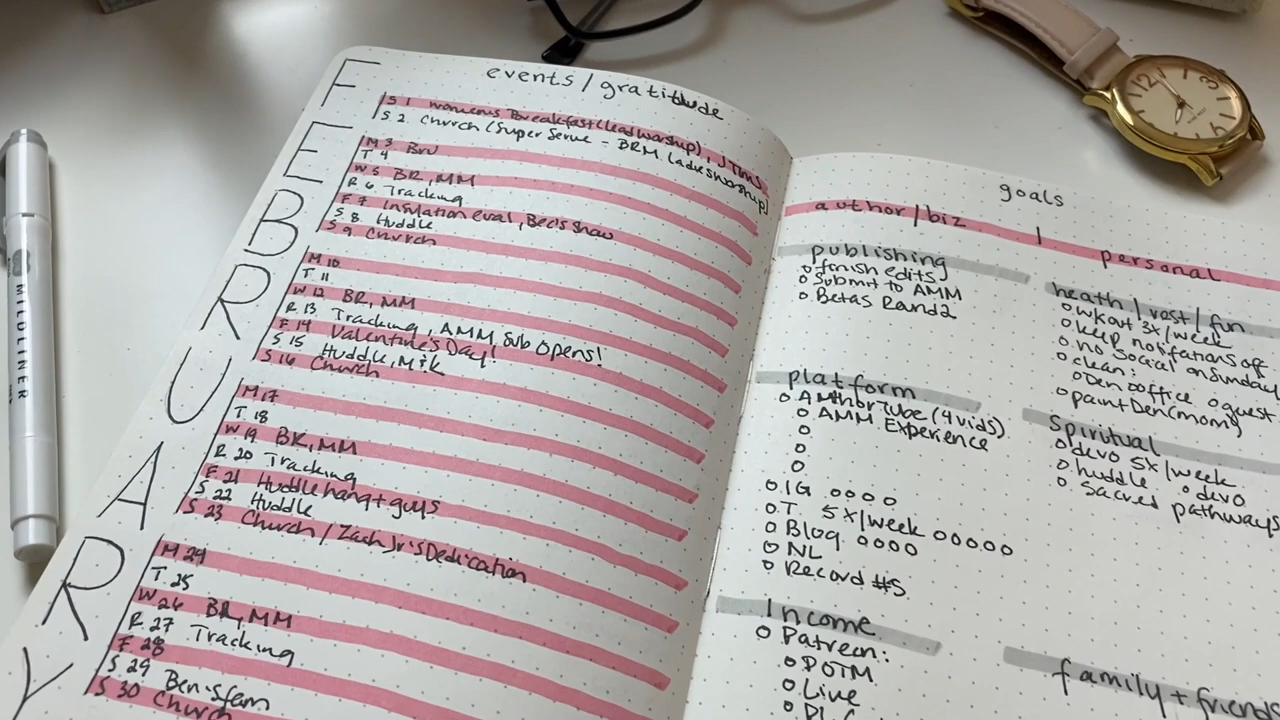 MILDLINER
FEBRUARY
events/gratitude
S 1 women's Breakfast (lead worship), JTims
S 2 Church (Super Serve - BRM ladies worship)
M 3
T 4
W 5 BR, MM
R 6 Tracking
F 7 Insulation eval, Bec's Show
S 8 Huddle
S 9 Church
M 10
T 11
W 12 BR, MM
R 13 Tracking, AMM Sub Opens!
F 14 Valentine's Day!
S 15 Huddle, M+K
S 16 Church
M 17
T 18
W 19 BR, MM
R 20 Tracking
F 21 Huddle hang + guys
S 22 Huddle
S 23 Church / Zach Jr's Dedication
M 24
T 25
W 26 BR, MM
R 27 Tracking
F 28
S 29 Ben's fam
S 30 Church
goals
author/biz | personal
publishing
finish edits
Submit to AMM
Betas Round 2
platform
AuthorTube (4 vids)
AMM Experience
IG oooo
T 5x/week ooooo
Blog oooo
NL
Record #S
Income
Patreon:
POTM
Live
heath/rest/fun
wkout 3x/week
keep notifations off
no Social on Sunday
clean:
Den office guest
paint Den (mom)
Spiritual
devo 5x/week
huddle devo
Sacred pathways
family + friends